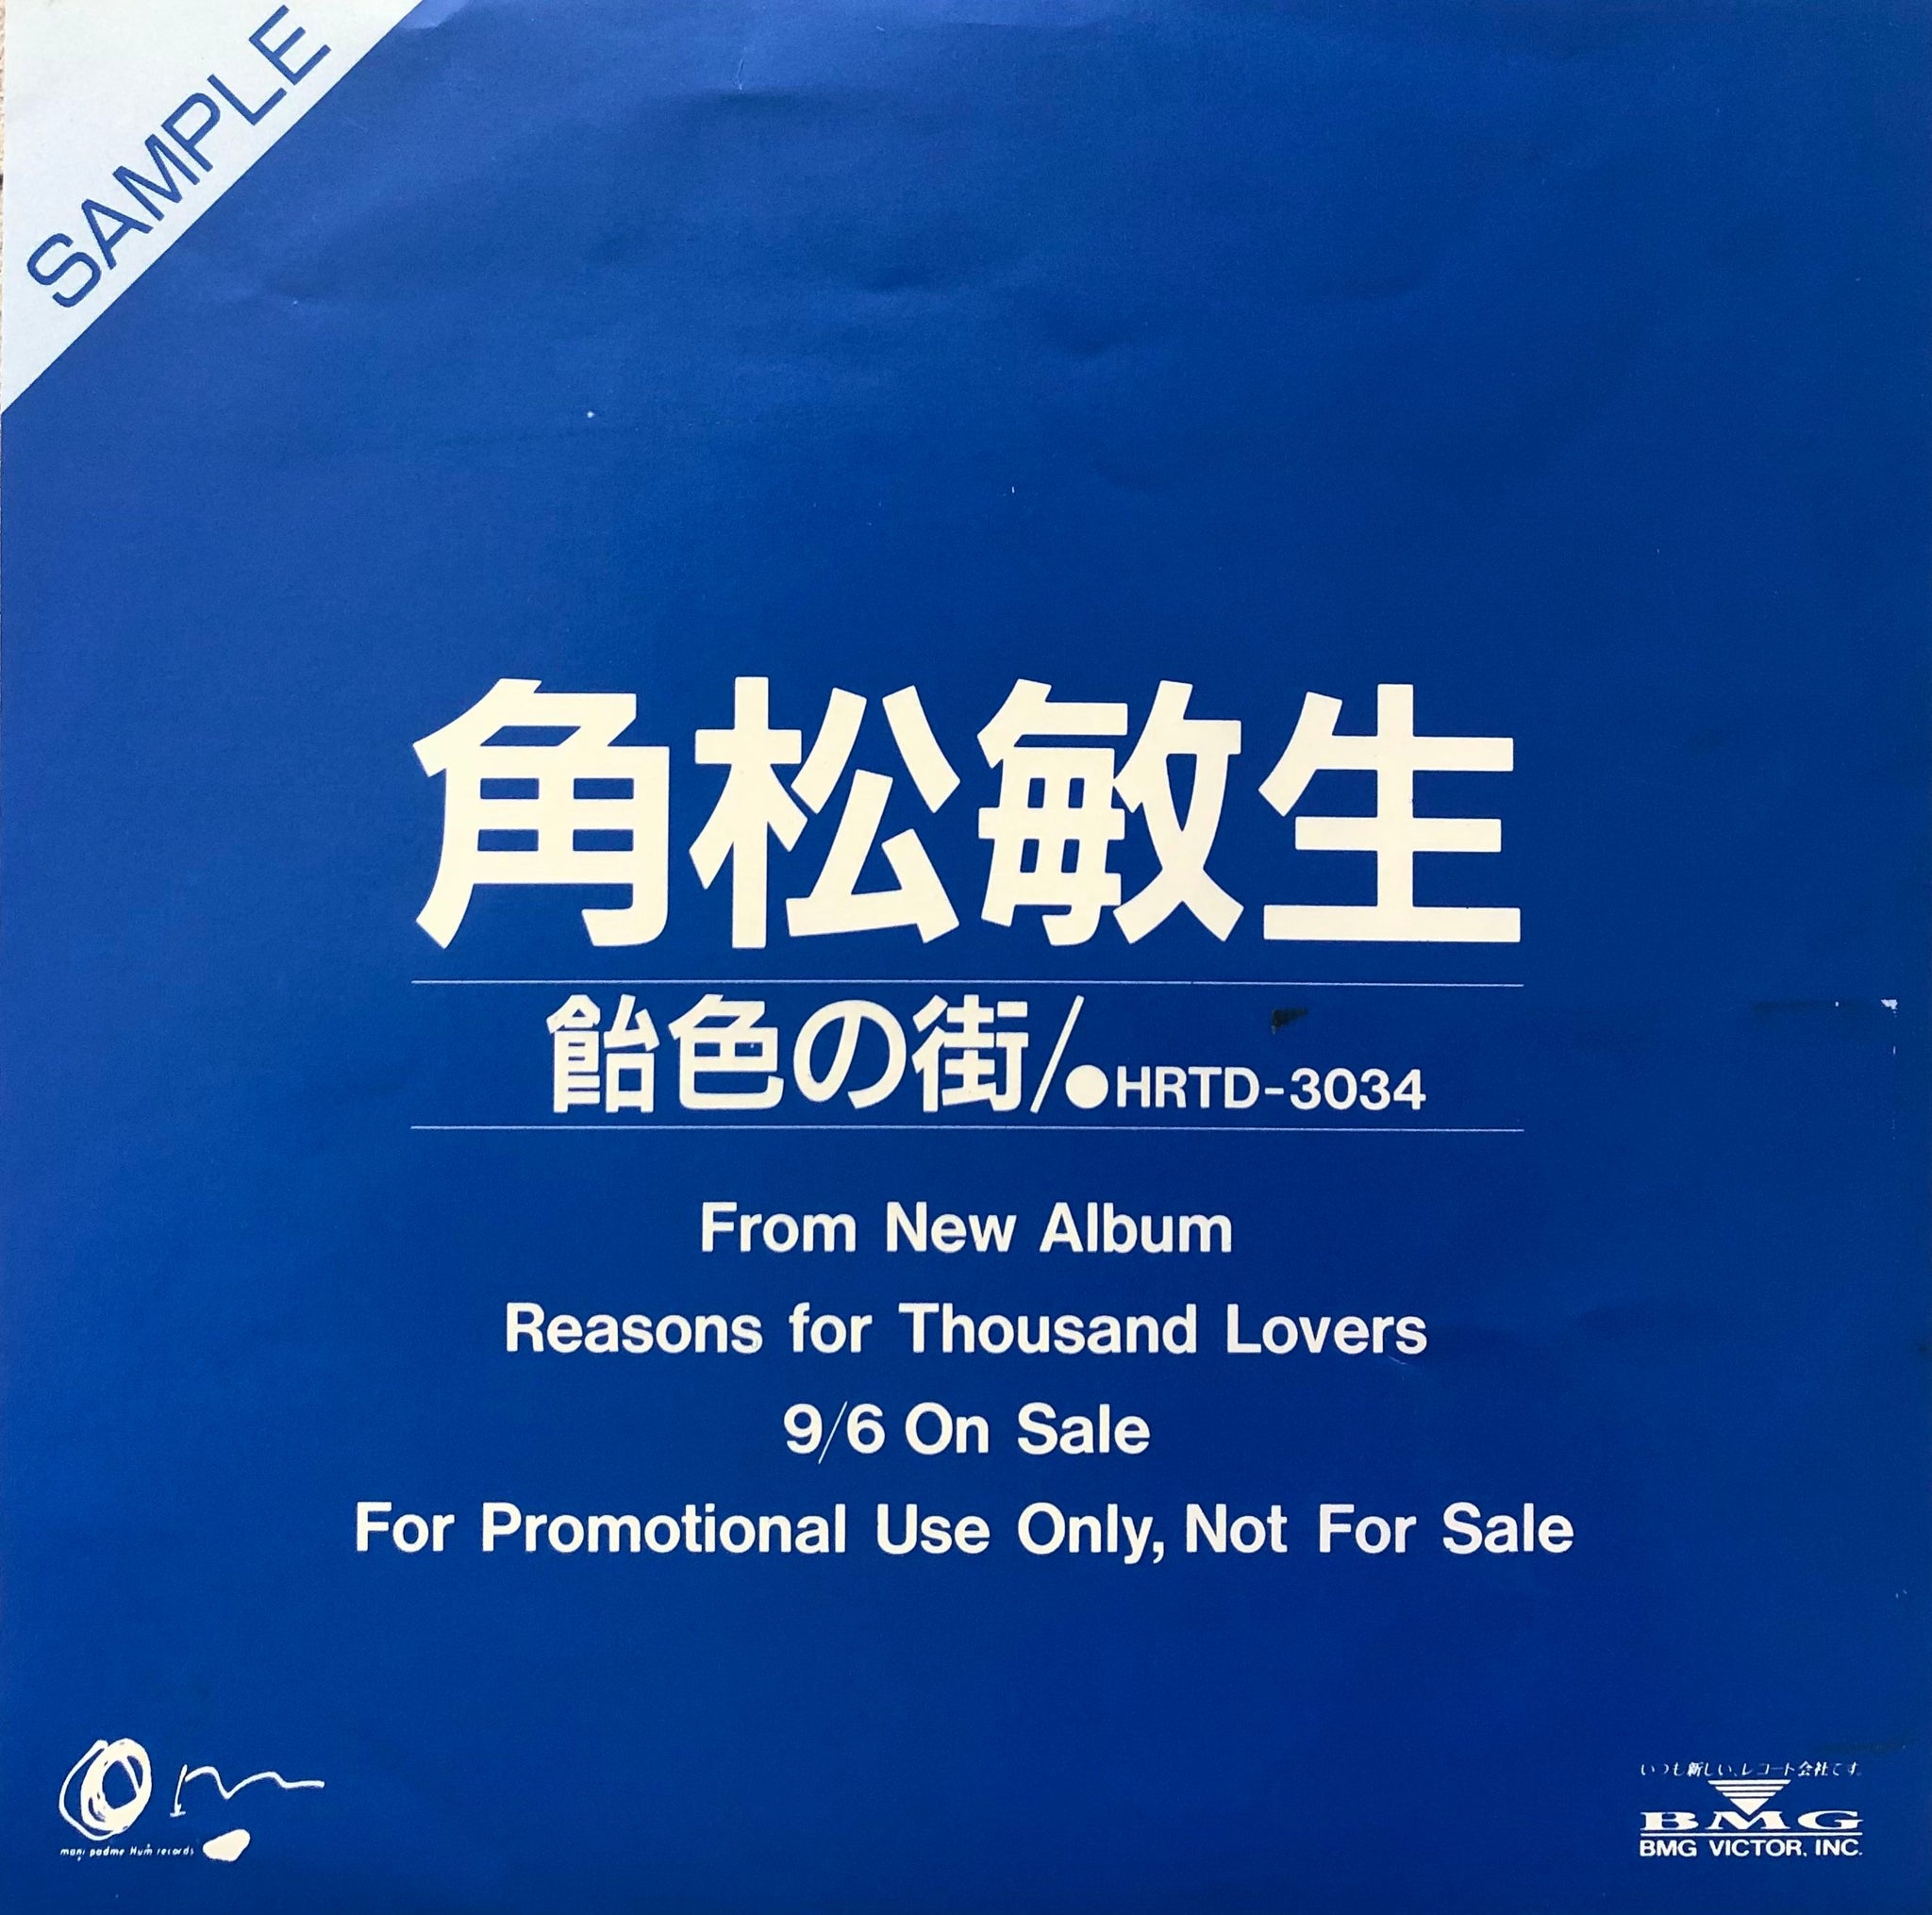 SAMPLE
角松敏生
飴色の街/●HRTD-3034
From New Album
Reasons for Thousand Lovers
9/6 On Sale
For Promotional Use Only, Not For Sale
Om
maṇi padme Hum records
いつも新しい、レコード会社です。
BMG
BMG VICTOR, INC.